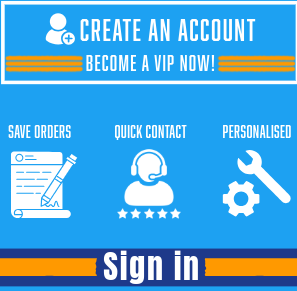 CREATE AN ACCOUNT
BECOME A VIP NOW!
SAVE ORDERS QUICK CONTACT PERSONALISED
Sign in